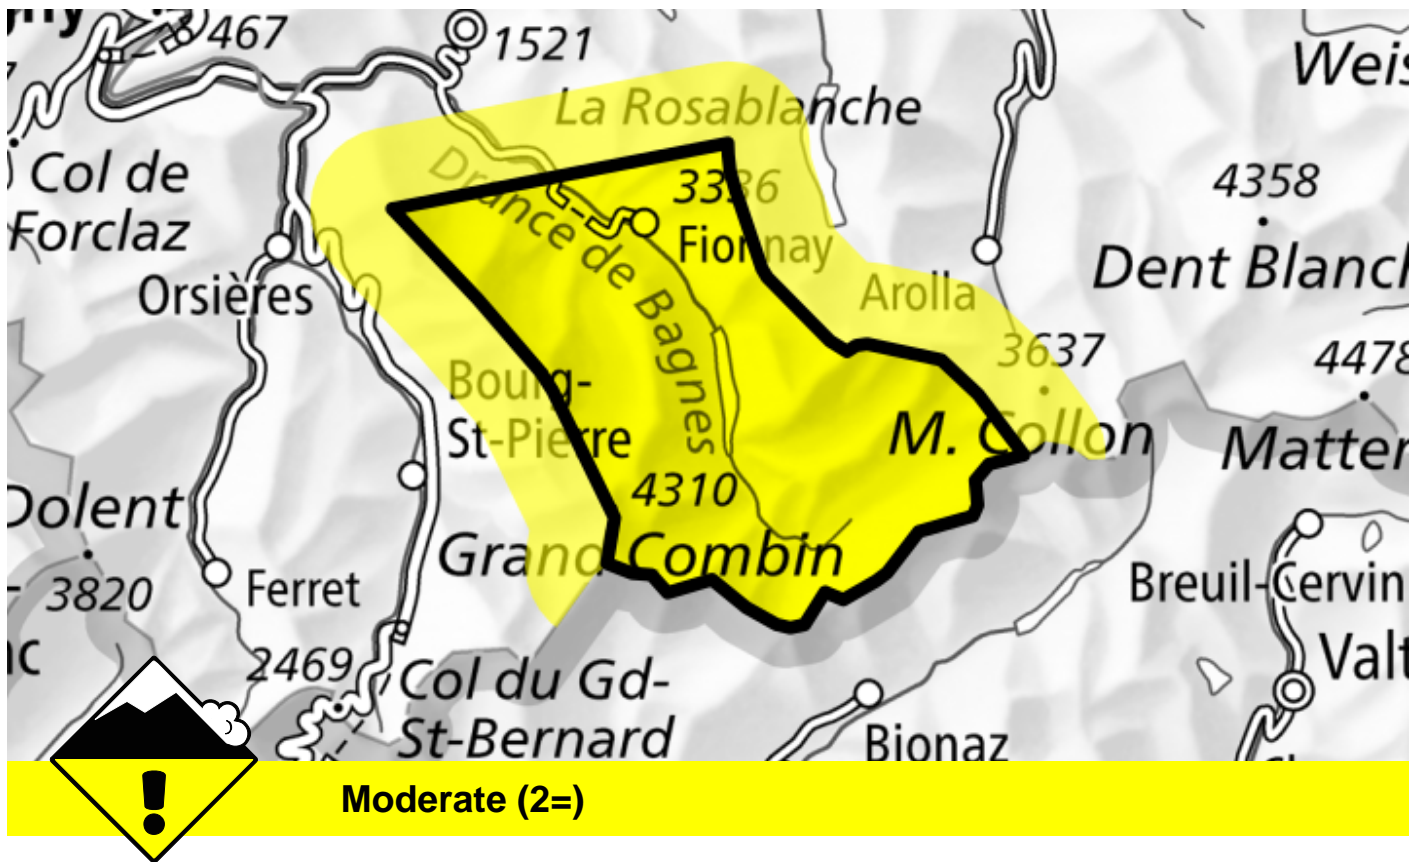 467
1521
La Rosablanche
Weis
Col de
Forclaz
3336
4358
Fionnay
Drance de Bagnes
Dent Blanch
Orsières
Arolla
3637
4478
Bourg-
St-Pierre
M. Collon
Matter
Dolent
4310
Grand Combin
3820
Ferret
Breuil-Cervin
2469
Col du Gd-
St-Bernard
Valt
Bionaz
Moderate (2=)